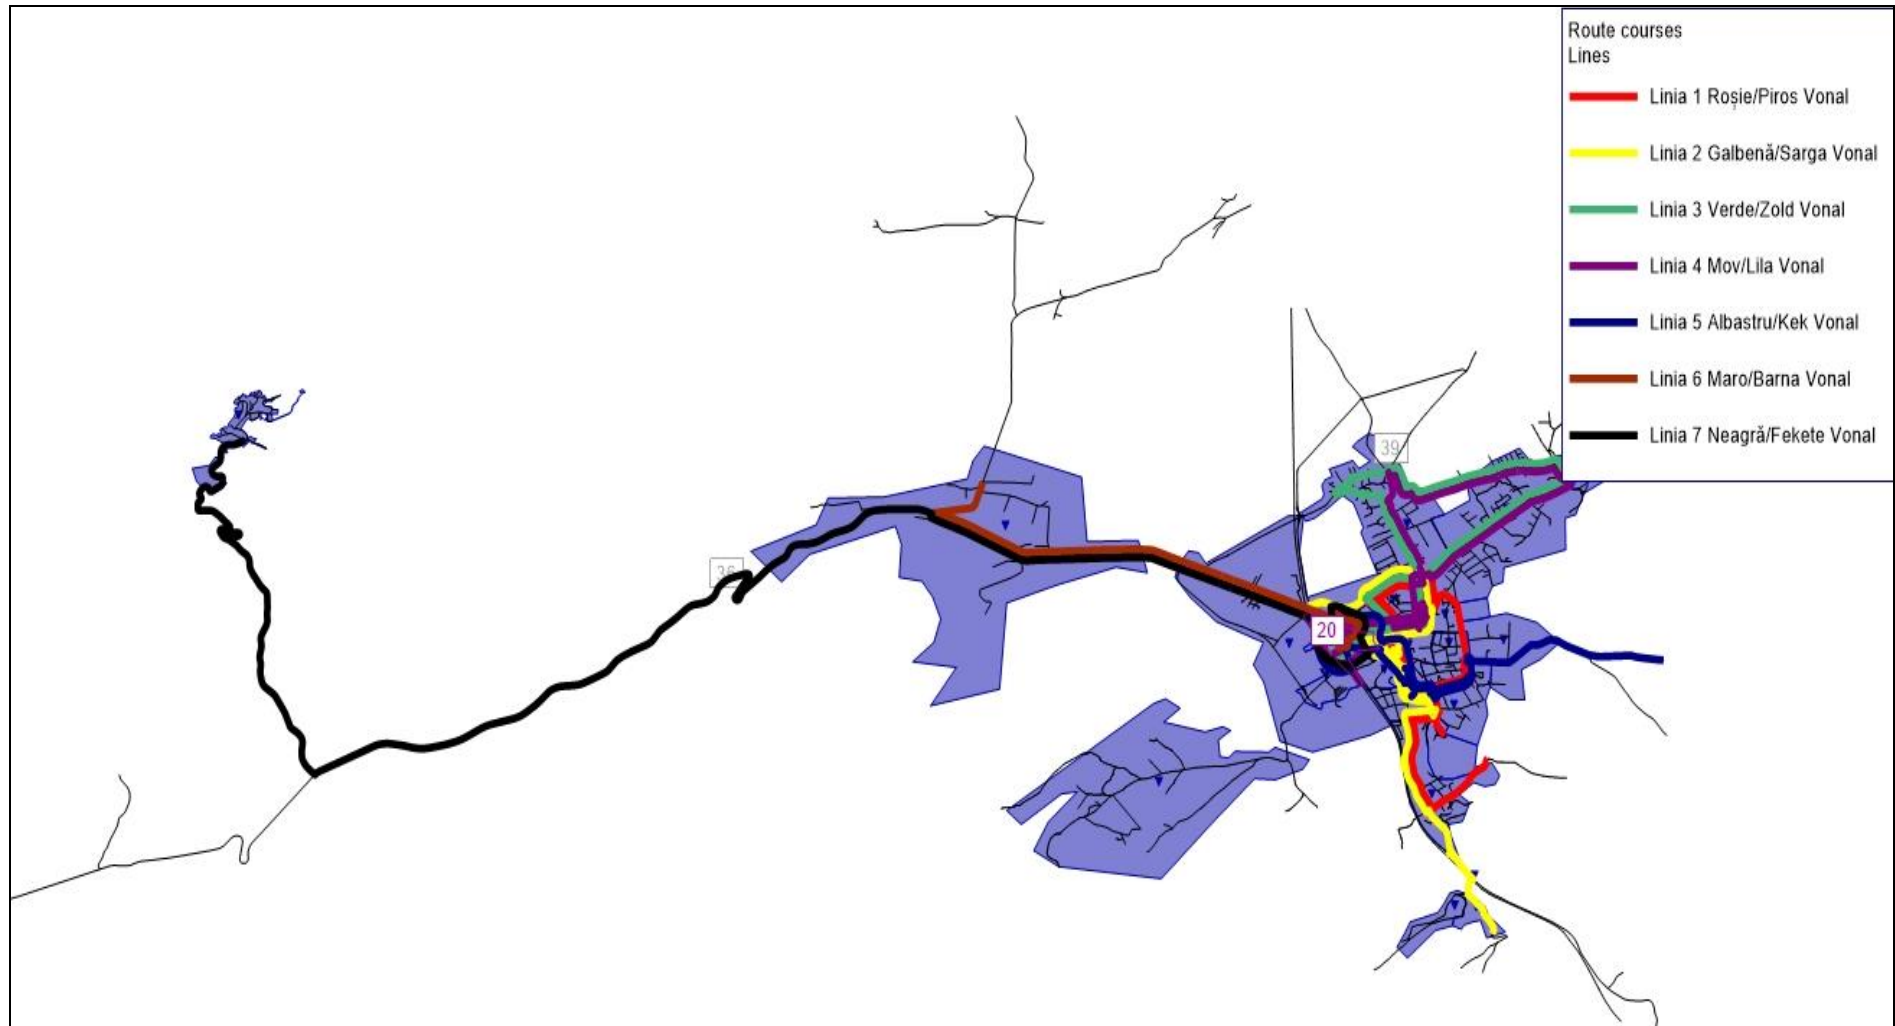 Route courses
Lines
Linia 1 Roșie/Piros Vonal
Linia 2 Galbenă/Sarga Vonal
Linia 3 Verde/Zold Vonal
Linia 4 Mov/Lila Vonal
Linia 5 Albastru/Kek Vonal
Linia 6 Maro/Barna Vonal
Linia 7 Neagră/Fekete Vonal
39
36
20